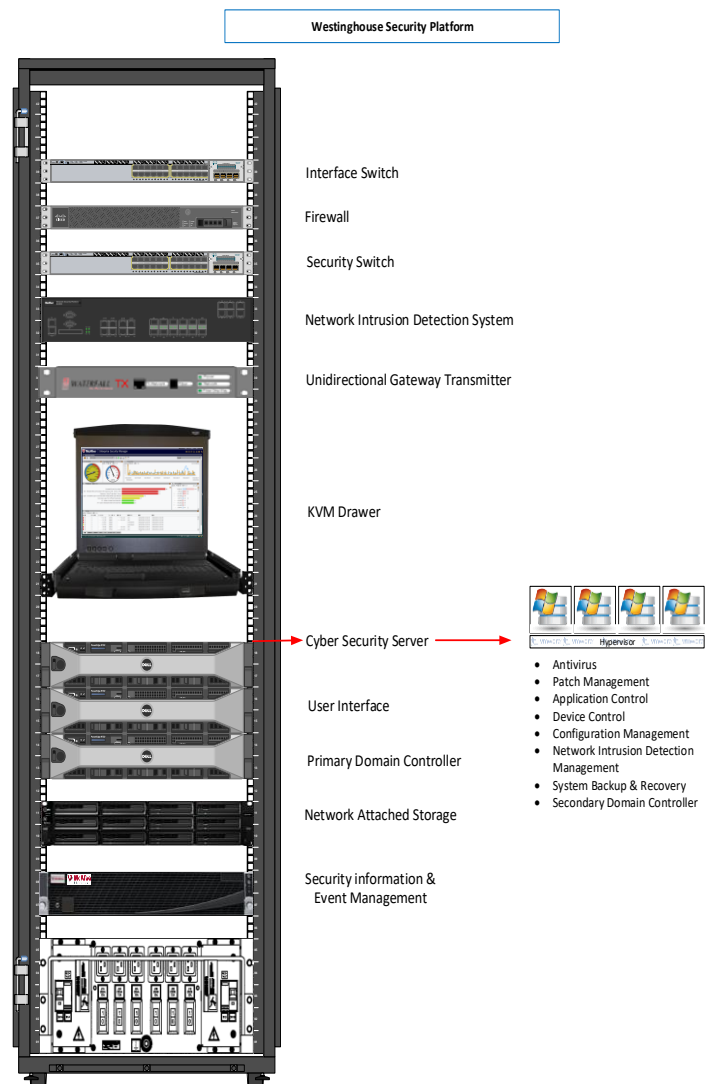 Westinghouse Security Platform
Interface Switch
Firewall
Security Switch
Network Intrusion Detection System
WATERFALL TX
Unidirectional Gateway Transmitter
KVM Drawer
Cyber Security Server
Hypervisor
• Antivirus
• Patch Management
• Application Control
• Device Control
• Configuration Management
• Network Intrusion Detection
Management
• System Backup & Recovery
• Secondary Domain Controller
DELL
User Interface
DELL
Primary Domain Controller
DELL
Network Attached Storage
Security information &
Event Management